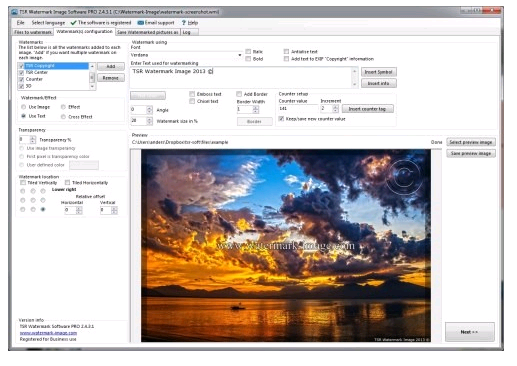 TSR Watermark Image Software PRO 2.4.2.1 (C:\Watermark-Image\watermark-screenshot.wmi)
File Select language The software is registered Email support ? Help
Files to watermark Watermark(s) configuration Save Watermarked pictures as Log
Watermarks
The list below is all the watermarks added to each
image. "Add" if you want multiple watermark on
each image.
TSR Copyright
TSR Center
Counter
3D
Add
Remove
Watermark/Effect
Use Image Effect
Use Text Cross Effect
Transparency
0 Transparency %
Use image transparency
First pixel is transparency color
User defined color
Watermark location
Tiled Vertically Tiled Horizontally
Lower right
Relative offset
Horizontal Vertical
0 0
Version info
TSR Watermark Software PRO 2.4.2.1
www.watermark-image.com
Registered for Business use
Watermark using
Font
Verdana
Italic
Bold
Antialise text
Add text to EXIF "Copyright" information
Enter Text used for watermarking
TSR Watermark Image 2013 ©
Insert Symbol
Insert info
Emboss text
Chisel text
0 Angle
20 Watermark size in %
Add Border
Border Width
1
Border
Counter setup
Counter value Increment
141 2
Insert counter tag
Keep/save new counter value
Preview
Done
Select preview image
Save preview image
www.watermark-image.com
TSR Watermark Image 2013 ©
Next >>